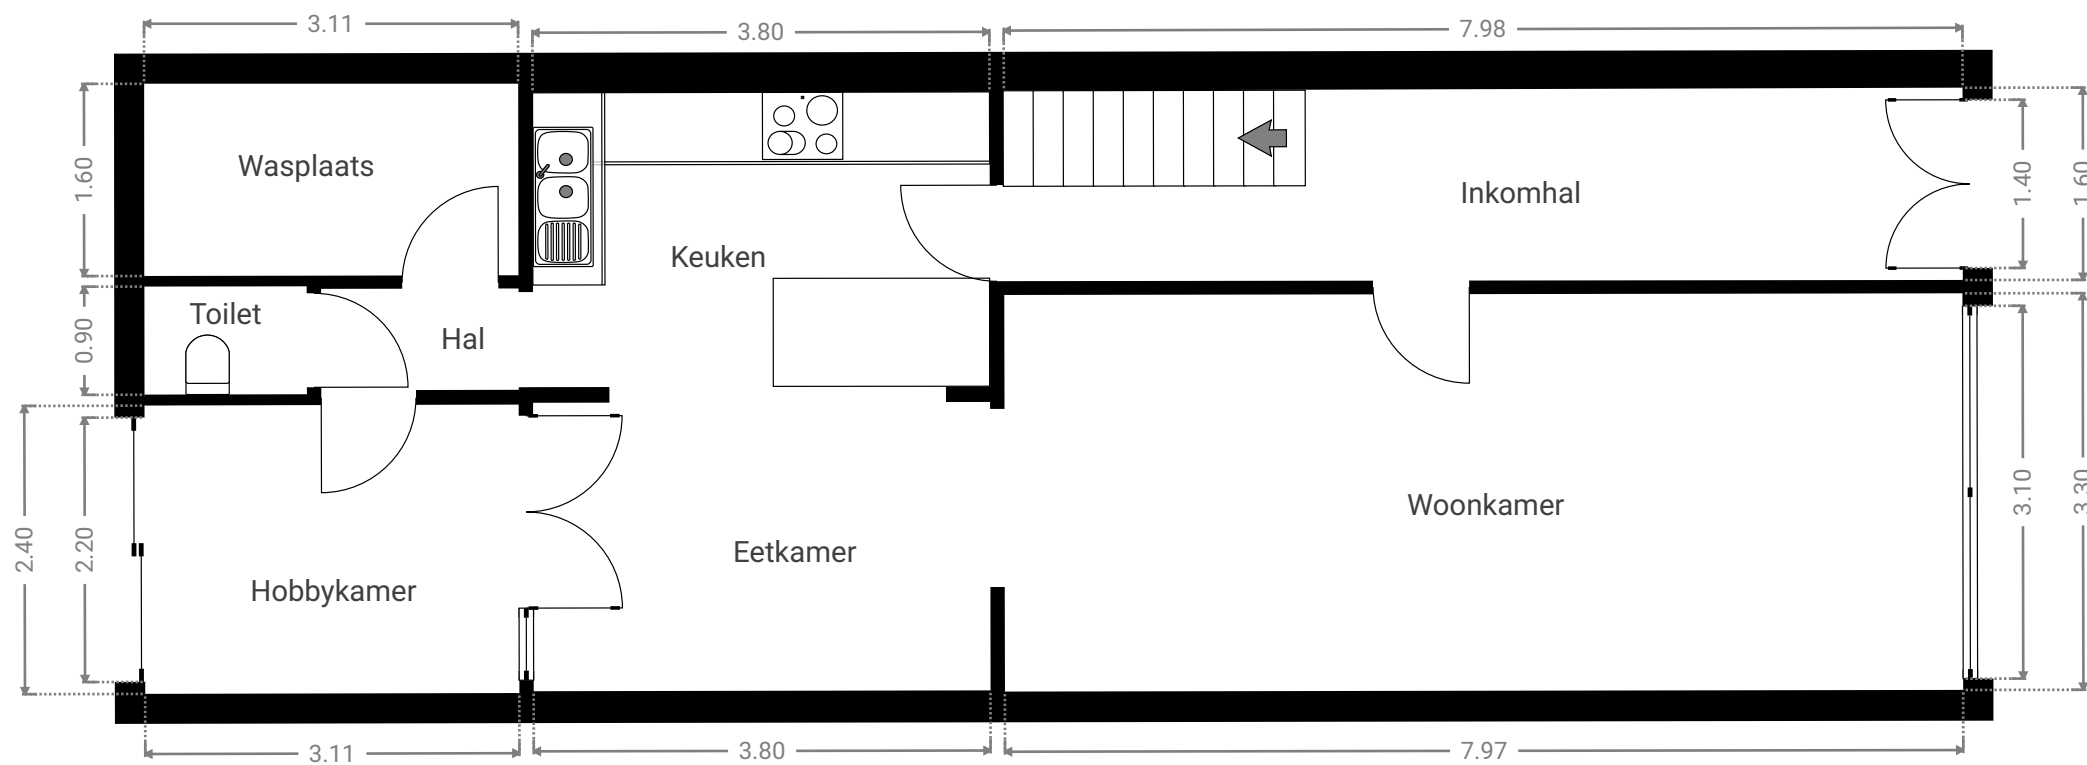 3.11
3.80
7.98
1.60
Wasplaats
Inkomhal
1.40
1.60
Keuken
Toilet
0.90
Hal
Woonkamer
3.10
3.30
2.40
2.20
Eetkamer
Hobbykamer
3.11
3.80
7.97